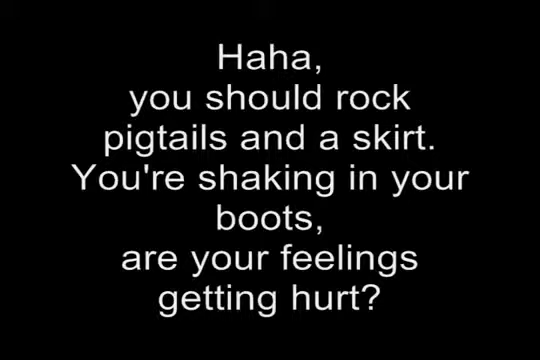 Haha,
you should rock
pigtails and a skirt.
You're shaking in your
boots,
are your feelings
getting hurt?